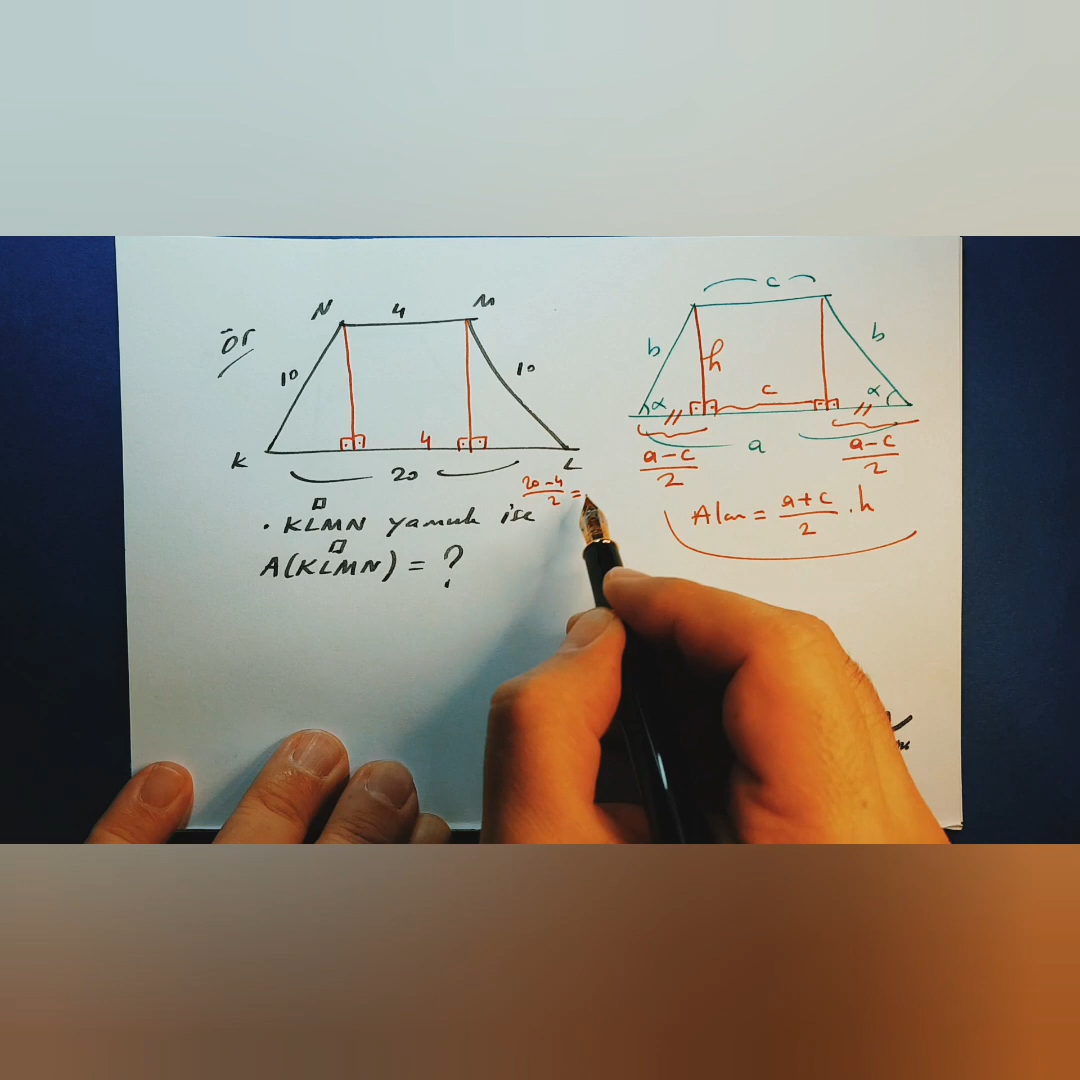 Ör
N 4 M
10 10
4
K 20 L
20-4/2 =
• KLMN yamuk ise
A(KLMN) = ?
c
b h b
α c α
a-c/2 a a-c/2
Alan = a+c/2 . h